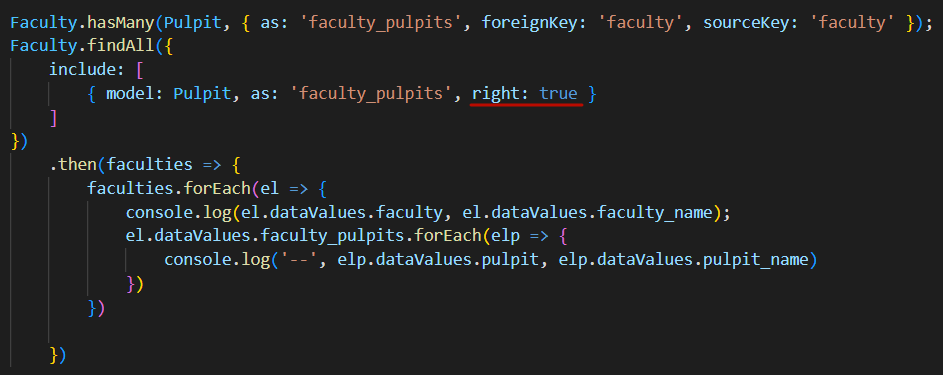 Faculty.hasMany(Pulpit, { as: 'faculty_pulpits', foreignKey: 'faculty', sourceKey: 'faculty' });
Faculty.findAll({
    include: [
        { model: Pulpit, as: 'faculty_pulpits', right: true }
    ]
})
    .then(faculties => {
        faculties.forEach(el => {
            console.log(el.dataValues.faculty, el.dataValues.faculty_name);
            el.dataValues.faculty_pulpits.forEach(elp => {
                console.log('--', elp.dataValues.pulpit, elp.dataValues.pulpit_name)
            })
        })

    })